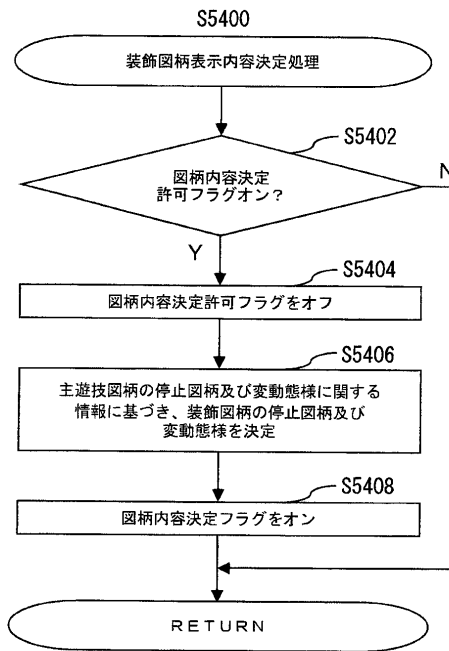 S5400
装飾図柄表示内容決定処理
S5402
図柄内容決定
許可フラグオン？
N
Y
S5404
図柄内容決定許可フラグをオフ
S5406
主遊技図柄の停止図柄及び変動態様に関する
情報に基づき、装飾図柄の停止図柄及び
変動態様を決定
S5408
図柄内容決定フラグをオン
RETURN